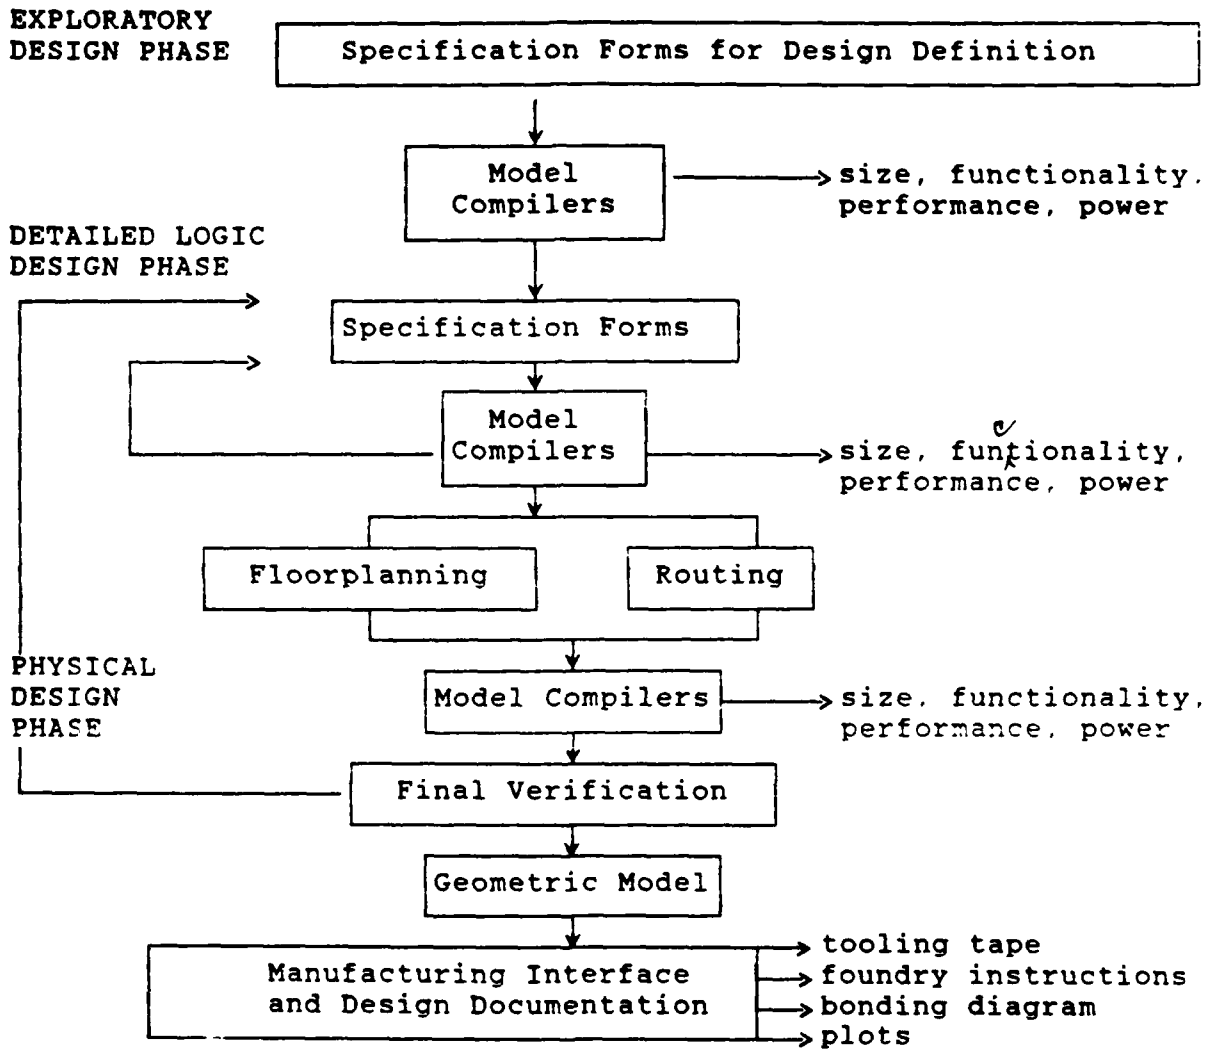 EXPLORATORY
DESIGN PHASE
Specification Forms for Design Definition
Model
Compilers
size, functionality,
performance, power
DETAILED LOGIC
DESIGN PHASE
Specification Forms
Model
Compilers
c
size, funtionality,
performance, power
Floorplanning
Routing
PHYSICAL
DESIGN
PHASE
Model Compilers
size, functionality,
performance, power
Final Verification
Geometric Model
Manufacturing Interface
and Design Documentation
tooling tape
foundry instructions
bonding diagram
plots